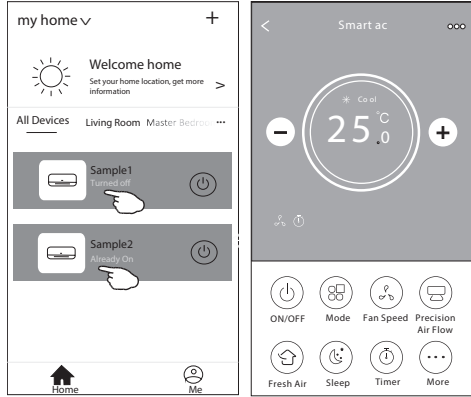 my home
Welcome home
Set your home location, get more
information
All Devices Living Room Master Bedroo
Sample1
Turned off
Sample2
Already On
Home Me
Smart ac
Cool
25.0 °C
ON/OFF Mode Fan Speed Precision
Air Flow
Fresh Air Sleep Timer More